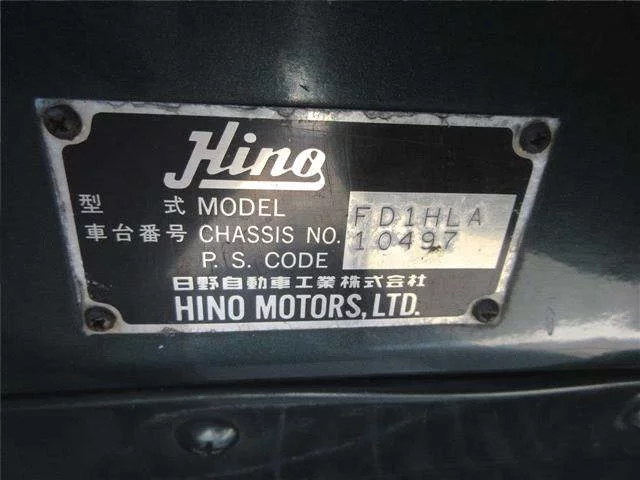 Hino
型 式 MODEL FD1HLA
車台番号 CHASSIS NO. 10497
P. S. CODE
日野自動車工業株式会社
HINO MOTORS, LTD.